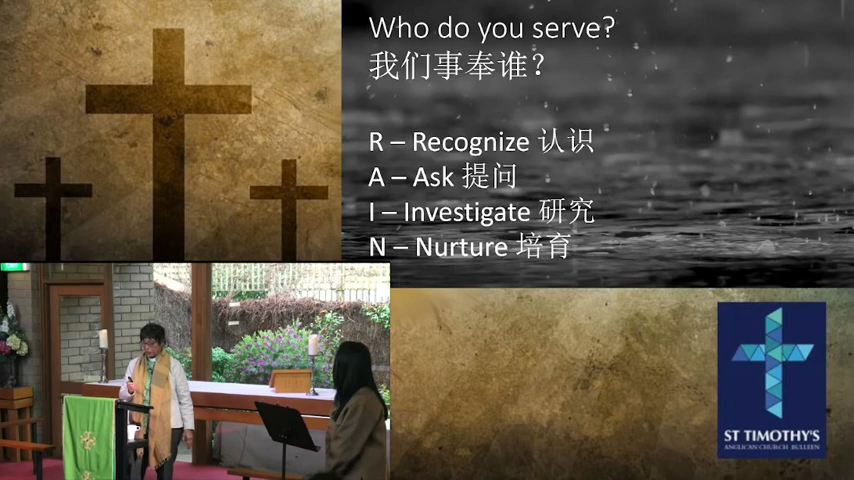 Who do you serve?
我们事奉谁？
R – Recognize 认识
A – Ask 提问
I – Investigate 研究
N – Nurture 培育
ST TIMOTHY'S
ANGLICAN CHURCH BULLEEN